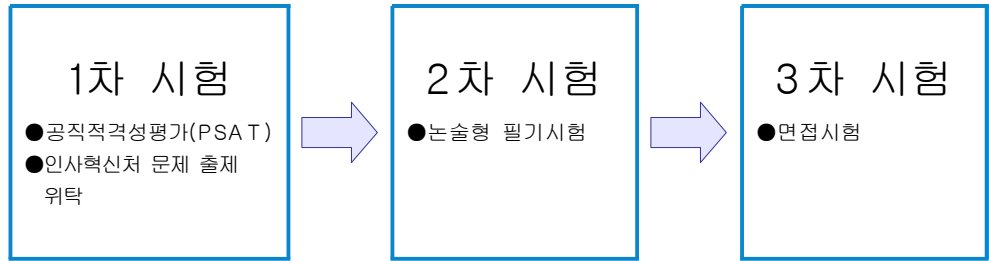 1차 시험
●공직적격성평가(PSAT)
●인사혁신처 문제 출제
위탁
2차 시험
●논술형 필기시험
3차 시험
●면접시험